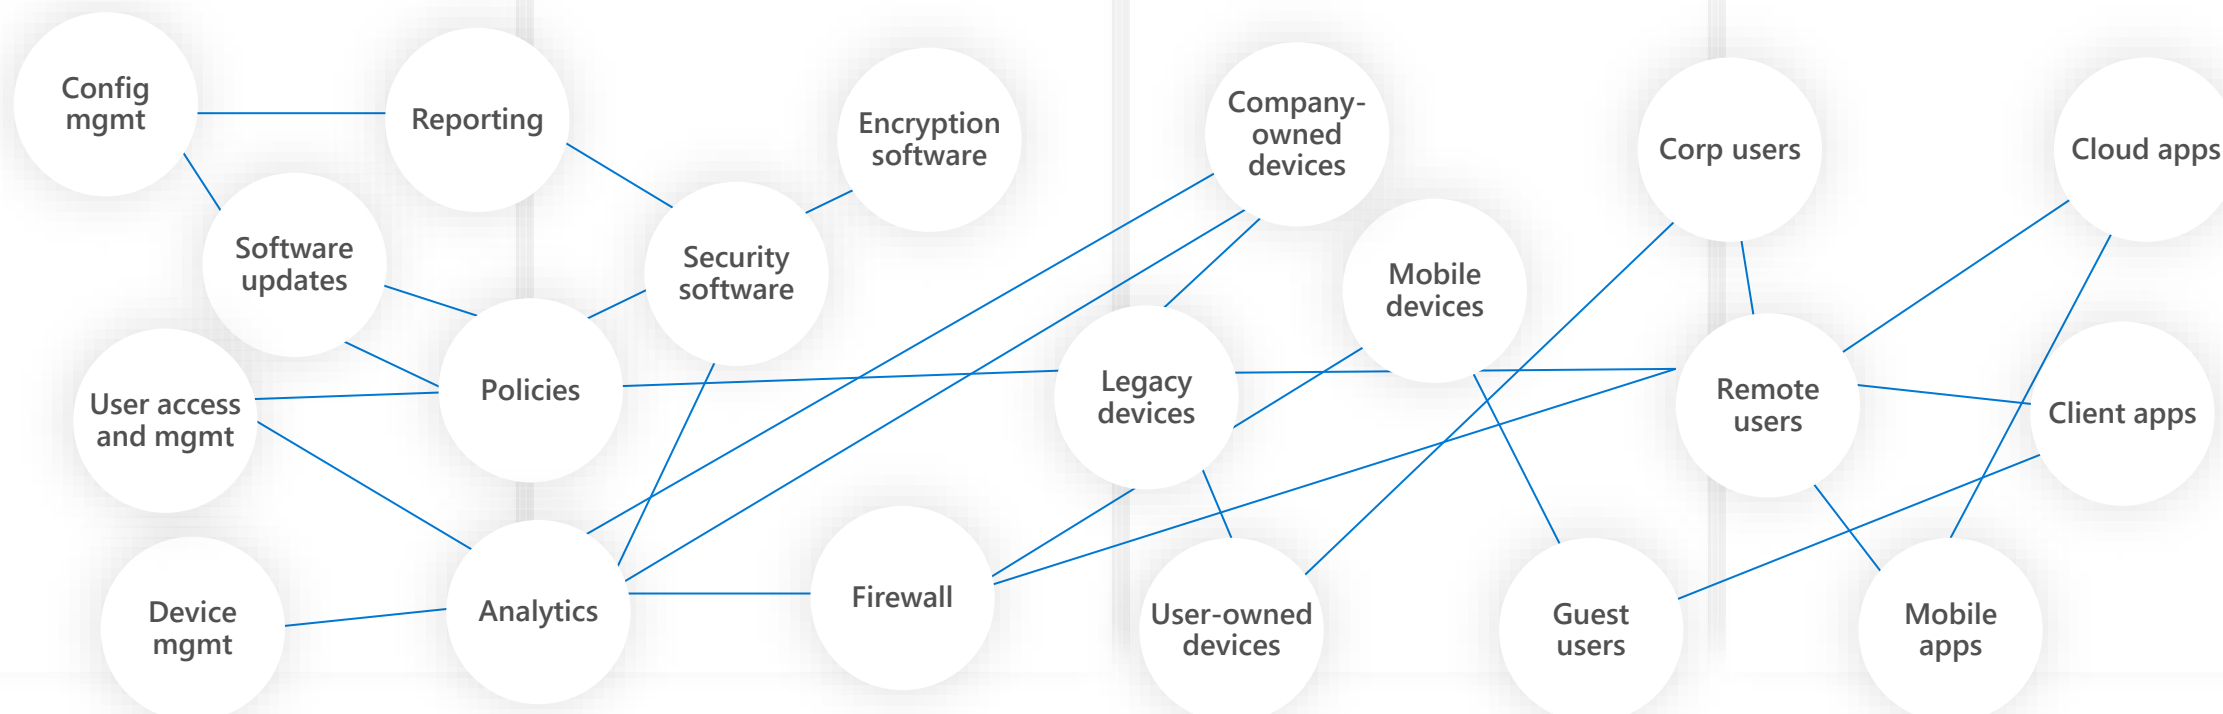 Config
mgmt
Reporting
Encryption
software
Company-
owned
devices
Corp users
Cloud apps
Software
updates
Security
software
Mobile
devices
User access
and mgmt
Policies
Legacy
devices
Remote
users
Client apps
Device
mgmt
Analytics
Firewall
User-owned
devices
Guest
users
Mobile
apps